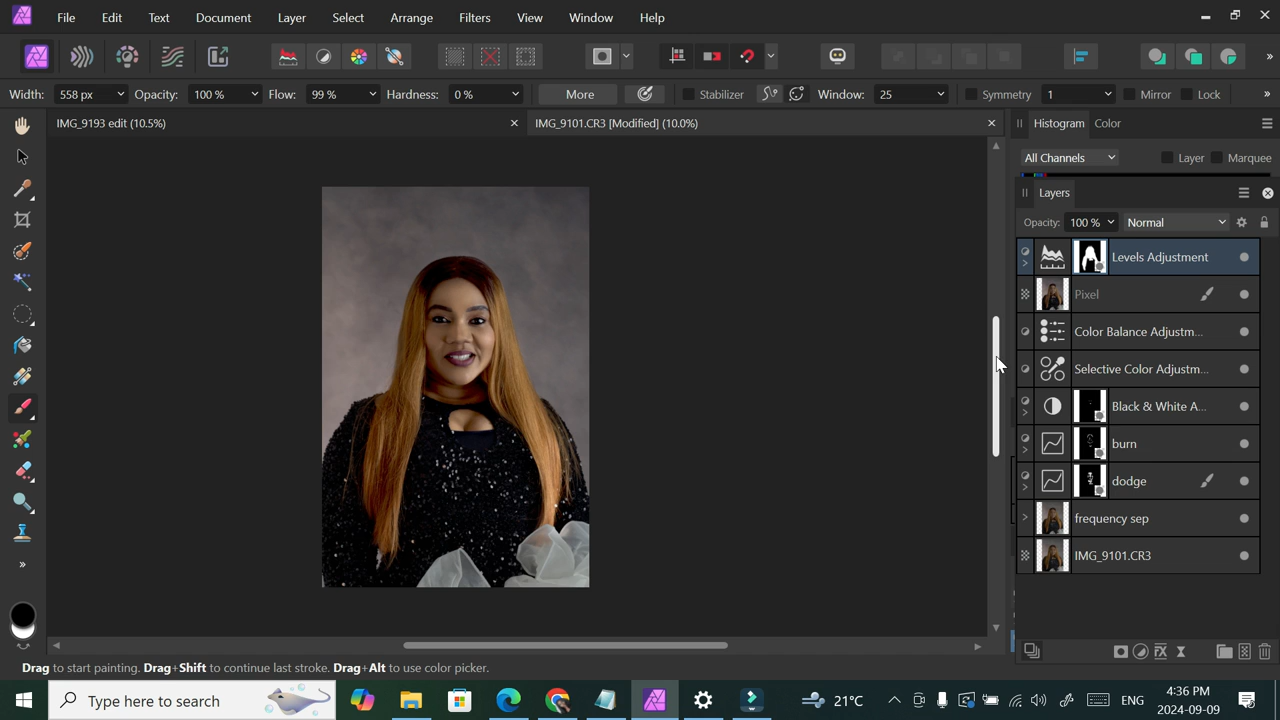 File Edit Text Document Layer Select Arrange Filters View Window Help
Width: 558 px Opacity: 100 % Flow: 99 % Hardness: 0 % More Stabilizer Window: 25 Symmetry 1 Mirror Lock
IMG_9193 edit (10.5%) IMG_9101.CR3 [Modified] (10.0%) Histogram Color
All Channels Layer Marquee
Layers
Opacity: 100 % Normal
Levels Adjustment
Pixel
Color Balance Adjustm...
Selective Color Adjustm...
Black & White A...
burn
dodge
frequency sep
IMG_9101.CR3
Drag to start painting. Drag+Shift to continue last stroke. Drag+Alt to use color picker.
Type here to search 21°C ENG :36 PM
2024-09-09